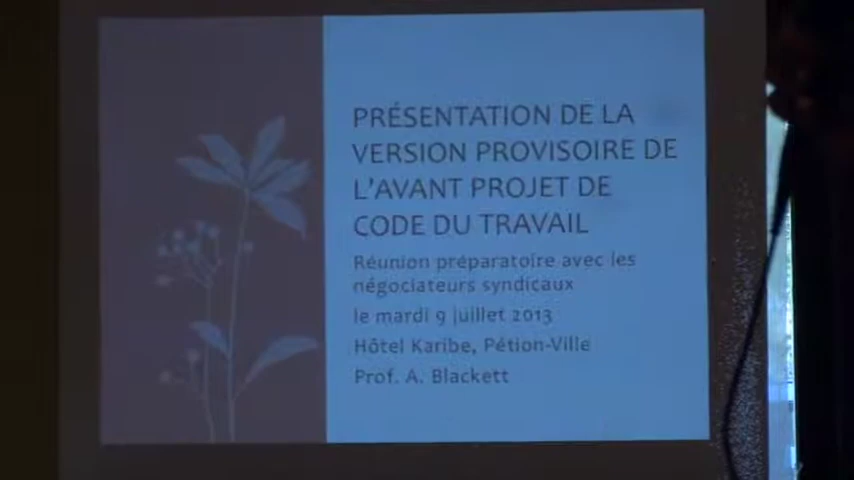 PRÉSENTATION DE LA
VERSION PROVISOIRE DE
L'AVANT PROJET DE
CODE DU TRAVAIL
Réunion préparatoire avec les
négociateurs syndicaux
le mardi 9 juillet 2013
Hôtel Karibe, Pétion-Ville
Prof. A. Blackett